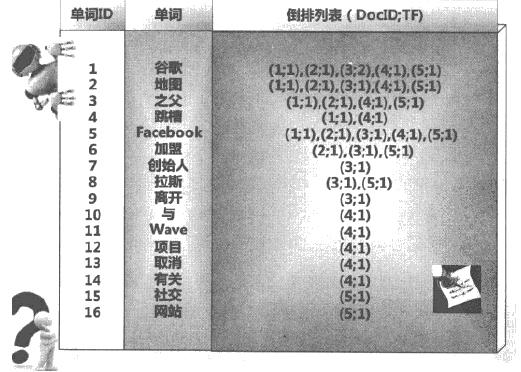 单词ID 单词 倒排列表（DocID;TF）
1 谷歌 (1;1),(2;1),(3;2),(4;1),(5;1)
2 地图 (1;1),(2;1),(3;1),(4;1),(5;1)
3 之父 (1;1),(2;1),(4;1),(5;1)
4 跳槽 (1;1),(4;1)
5 Facebook (1;1),(2;1),(3;1),(4;1),(5;1)
6 加盟 (2;1),(3;1),(5;1)
7 创始人 (3;1)
8 拉斯 (3;1),(5;1)
9 离开 (3;1)
10 与 (4;1)
11 Wave (4;1)
12 项目 (4;1)
13 取消 (4;1)
14 有关 (4;1)
15 社交 (5;1)
16 网站 (5;1)